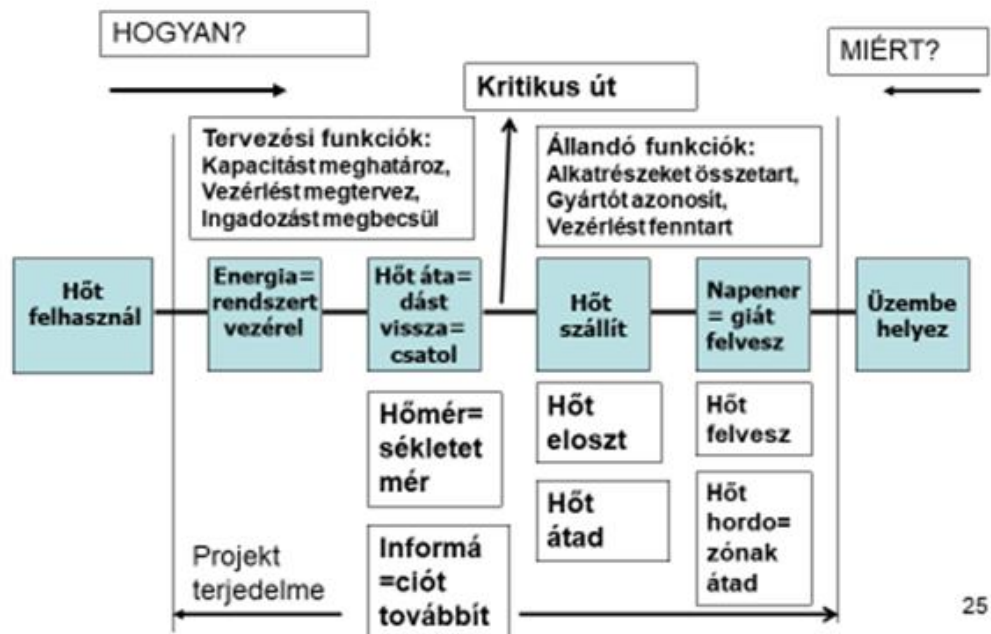 HOGYAN?
MIÉRT?
Kritikus út
Tervezési funkciók:
Kapacitást meghatároz,
Vezérlést megtervez,
Ingadozást megbecsül
Állandó funkciók:
Alkatrészeket összetart,
Gyártót azonosít,
Vezérlést fenntart
Hőt
felhasznál
Energia=
rendszert
vezérel
Hőt áta=
dást
vissza=
csatol
Hőt
szállít
Napener
= giát
felvesz
Üzembe
helyez
Hőmér=
sékletet
mér
Hőt
eloszt
Hőt
felvesz
Informá
=ciót
továbbít
Hőt
átad
Hőt
hordo=
zónak
átad
Projekt
terjedelme
25